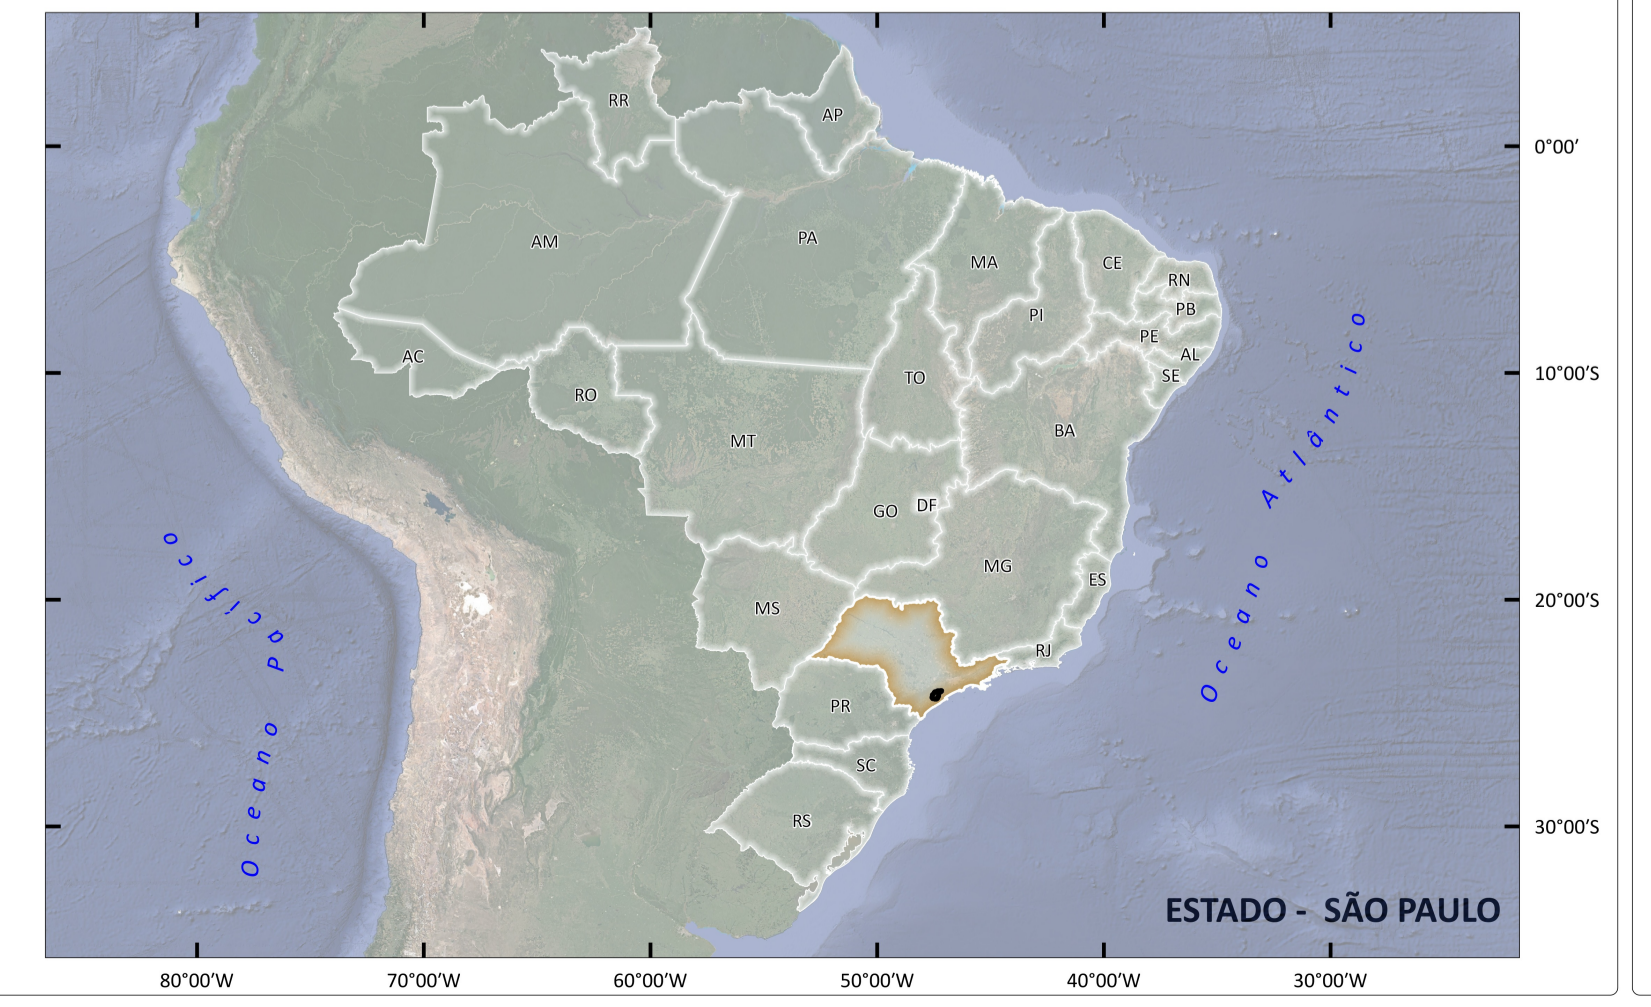 RR
AP
0°00’
AM
PA
MA
CE
RN
PB
PI
PE
AL
AC
SE
10°00’S
TO
RO
BA
MT
GO
DF
Oceano Atlântico
MG
ES
20°00’S
MS
RJ
Oceano Pacífico
PR
SC
RS
30°00’S
ESTADO - SÃO PAULO
80°00’W
70°00’W
60°00’W
50°00’W
40°00’W
30°00’W